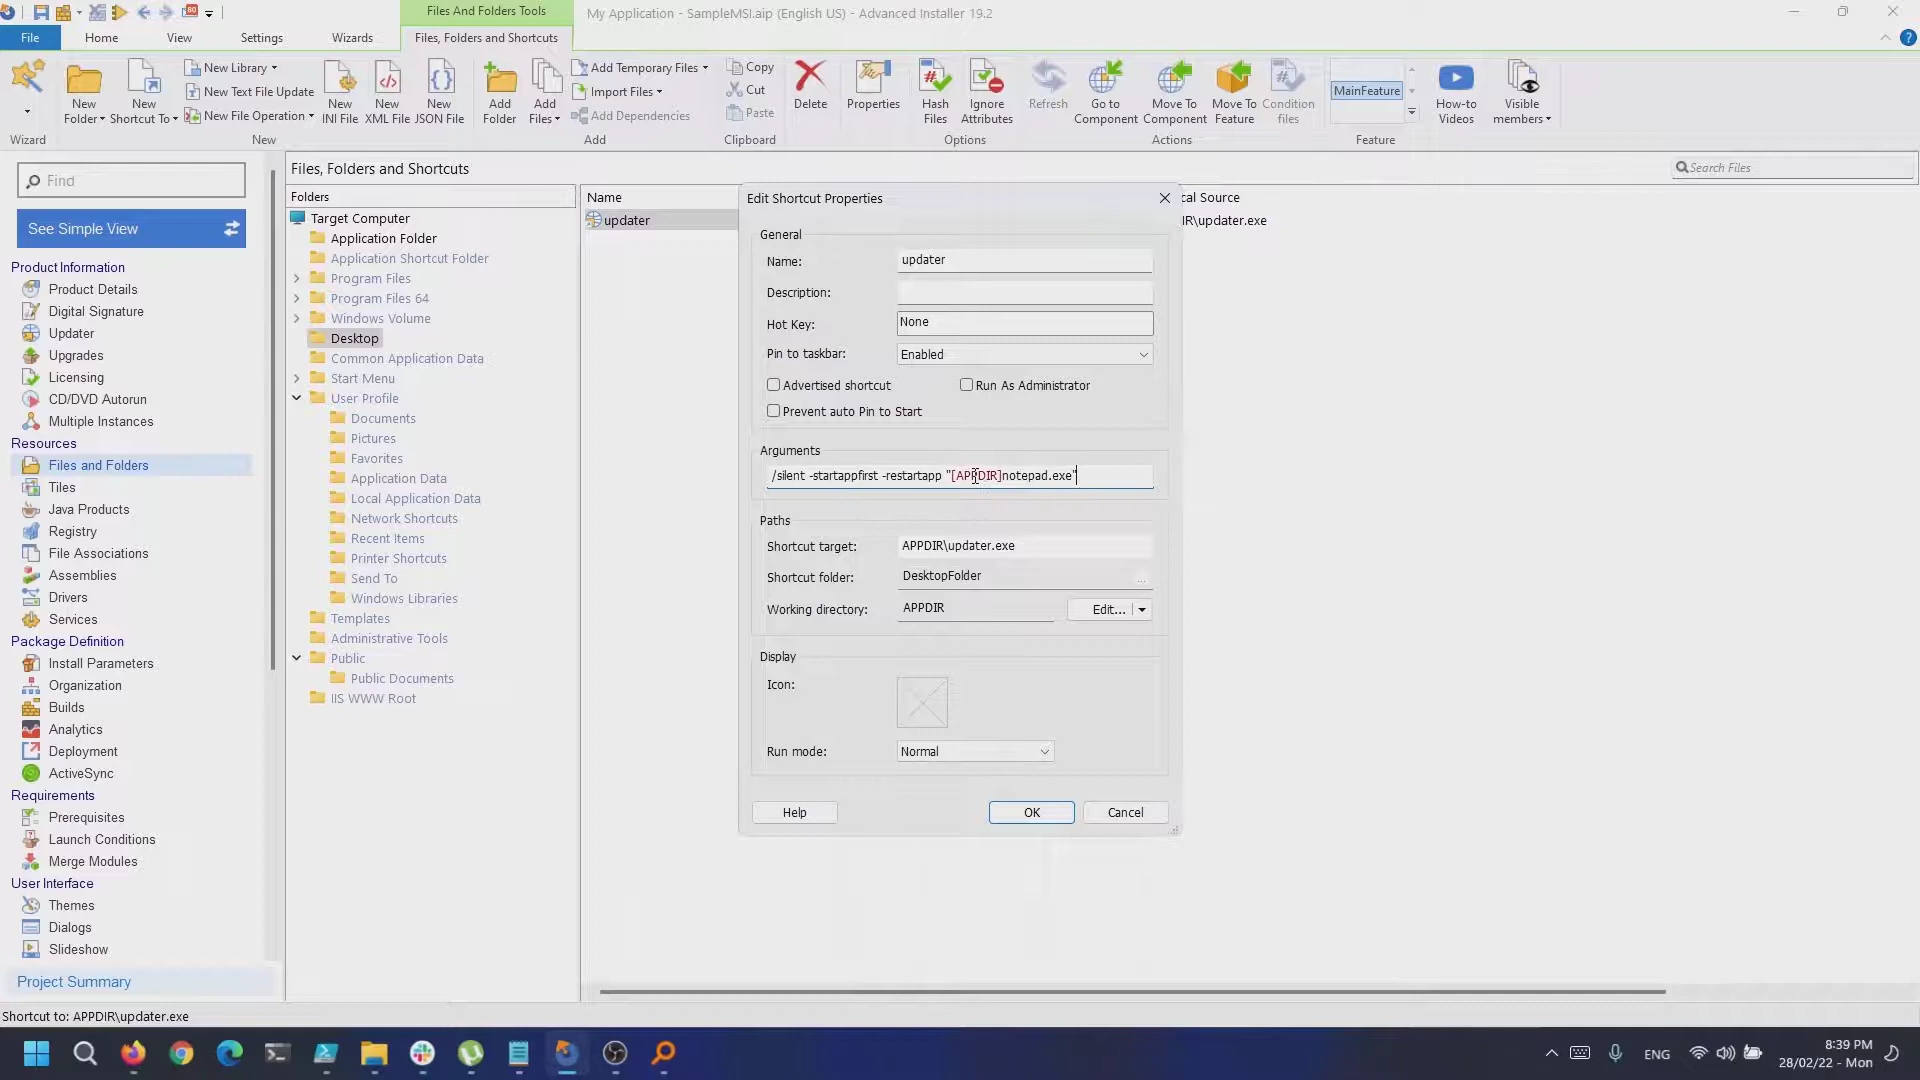 Files And Folders Tools
My Application - SampleMSI.aip (English US) - Advanced Installer 19.2
File
Home
View
Settings
Wizards
Files, Folders and Shortcuts
Wizard
New Folder
New Shortcut To
New Library
New Text File Update
New File Operation
New INI File
New XML File
New JSON File
New
Add Folder
Add Files
Add Temporary Files
Import Files
Add Dependencies
Add
Copy
Cut
Paste
Clipboard
Delete
Properties
Hash Files
Ignore Attributes
Options
Refresh
Go to Component
Move To Component
Move To Feature
Condition files
Actions
MainFeature
Feature
How-to Videos
Visible members
Find
See Simple View
Product Information
Product Details
Digital Signature
Updater
Upgrades
Licensing
CD/DVD Autorun
Multiple Instances
Resources
Files and Folders
Tiles
Java Products
Registry
File Associations
Assemblies
Drivers
Services
Package Definition
Install Parameters
Organization
Builds
Analytics
Deployment
ActiveSync
Requirements
Prerequisites
Launch Conditions
Merge Modules
User Interface
Themes
Dialogs
Slideshow
Project Summary
Files, Folders and Shortcuts
Search Files
Folders
Target Computer
Application Folder
Application Shortcut Folder
Program Files
Program Files 64
Windows Volume
Desktop
Common Application Data
Start Menu
User Profile
Documents
Pictures
Favorites
Application Data
Local Application Data
Network Shortcuts
Recent Items
Printer Shortcuts
Send To
Windows Libraries
Templates
Administrative Tools
Public
Public Documents
IIS WWW Root
Name
updater
cal Source
IR\updater.exe
Edit Shortcut Properties
General
Name: updater
Description:
Hot Key: None
Pin to taskbar: Enabled
Advertised shortcut
Run As Administrator
Prevent auto Pin to Start
Arguments
/silent -startappfirst -restartapp "[APPDIR]notepad.exe"
Paths
Shortcut target: APPDIR\updater.exe
Shortcut folder: DesktopFolder ...
Working directory: APPDIR Edit...
Display
Icon:
Run mode: Normal
Help
OK
Cancel
Shortcut to: APPDIR\updater.exe
ENG
8:39 PM
28/02/22 - Mon